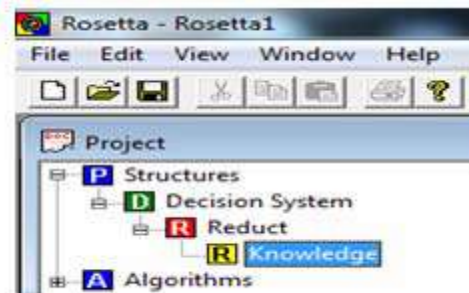 Rosetta - Rosetta1
File Edit View Window Help
Project
P Structures
D Decision System
R Reduct
R Knowledge
A Algorithms